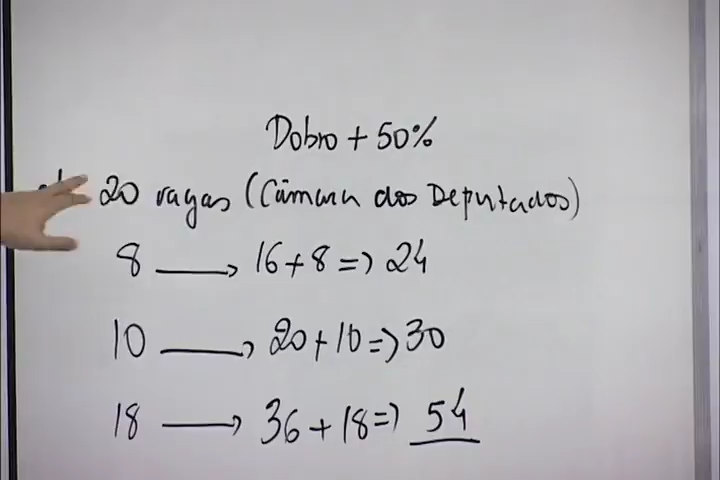 Dobro + 50%
20 vagas (Câmara dos Deputados)
8 → 16+8 => 24
10 → 20+10 => 30
18 → 36+18 => 54